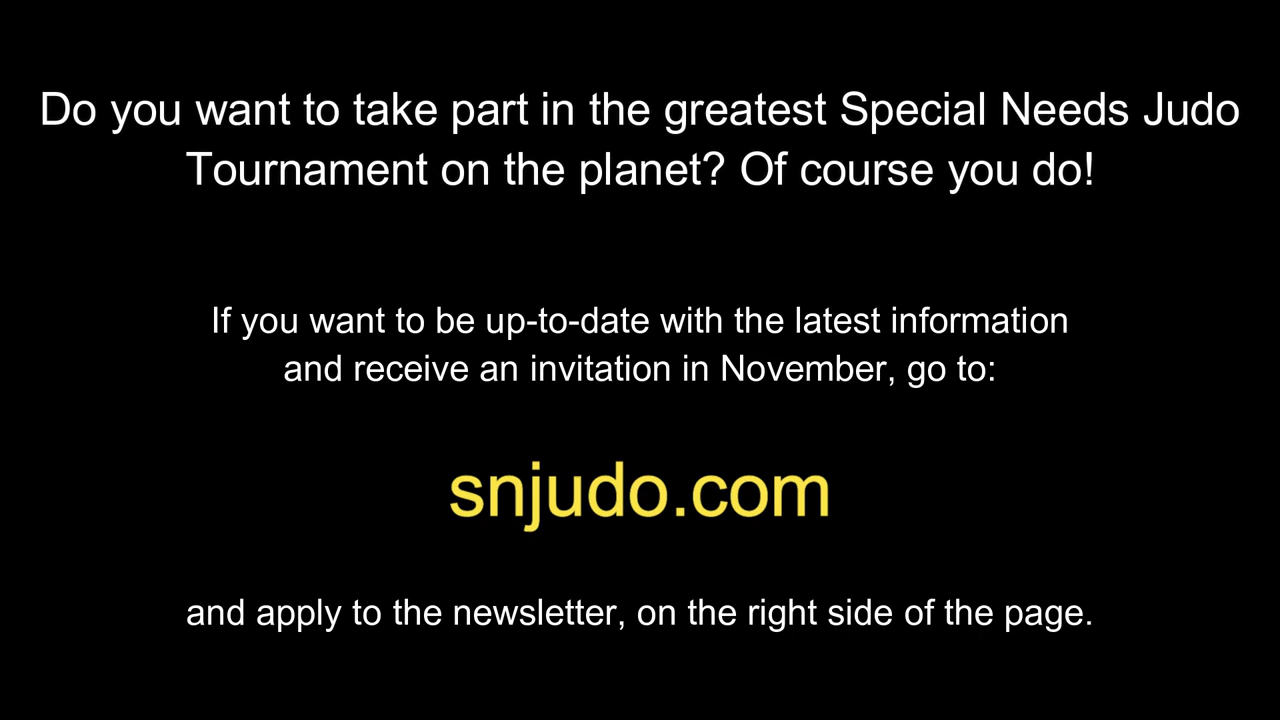 Do you want to take part in the greatest Special Needs Judo
Tournament on the planet? Of course you do!
If you want to be up-to-date with the latest information
and receive an invitation in November, go to:
snjudo.com
and apply to the newsletter, on the right side of the page.